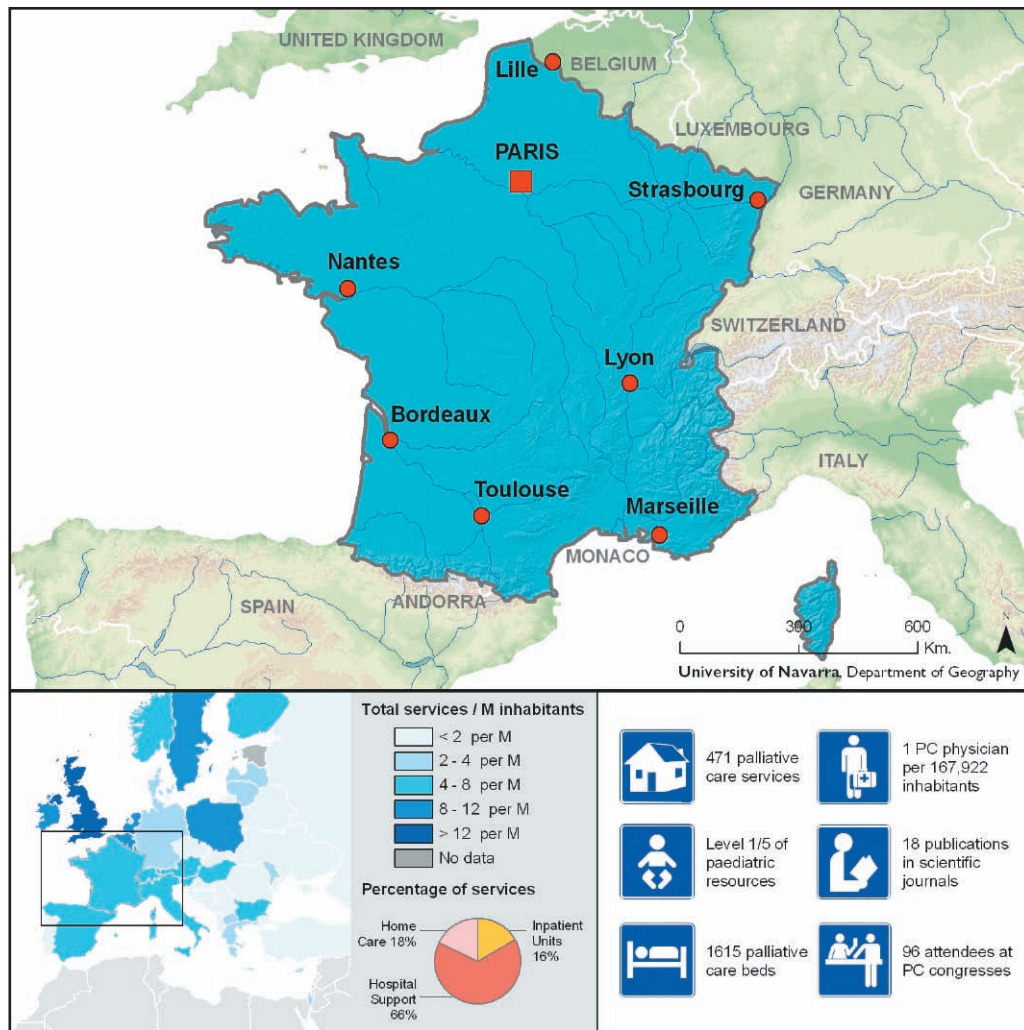 UNITED KINGDOM
Lille
BELGIUM
LUXEMBOURG
PARIS
Strasbourg
GERMANY
Nantes
SWITZERLAND
Lyon
Bordeaux
ITALY
Toulouse
Marseille
MONACO
SPAIN
ANDORRA
N
0 300 600
Km.
University of Navarra, Department of Geography
Total services / M inhabitants
< 2 per M
2 - 4 per M
4 - 8 per M
8 - 12 per M
> 12 per M
No data
Percentage of services
Home
Care 18%
Inpatient
Units
16%
Hospital
Support
66%
471 palliative
care services
1 PC physician
per 167,922
inhabitants
Level 1/5 of
paediatric
resources
18 publications
in scientific
journals
1615 palliative
care beds
96 attendees at
PC congresses